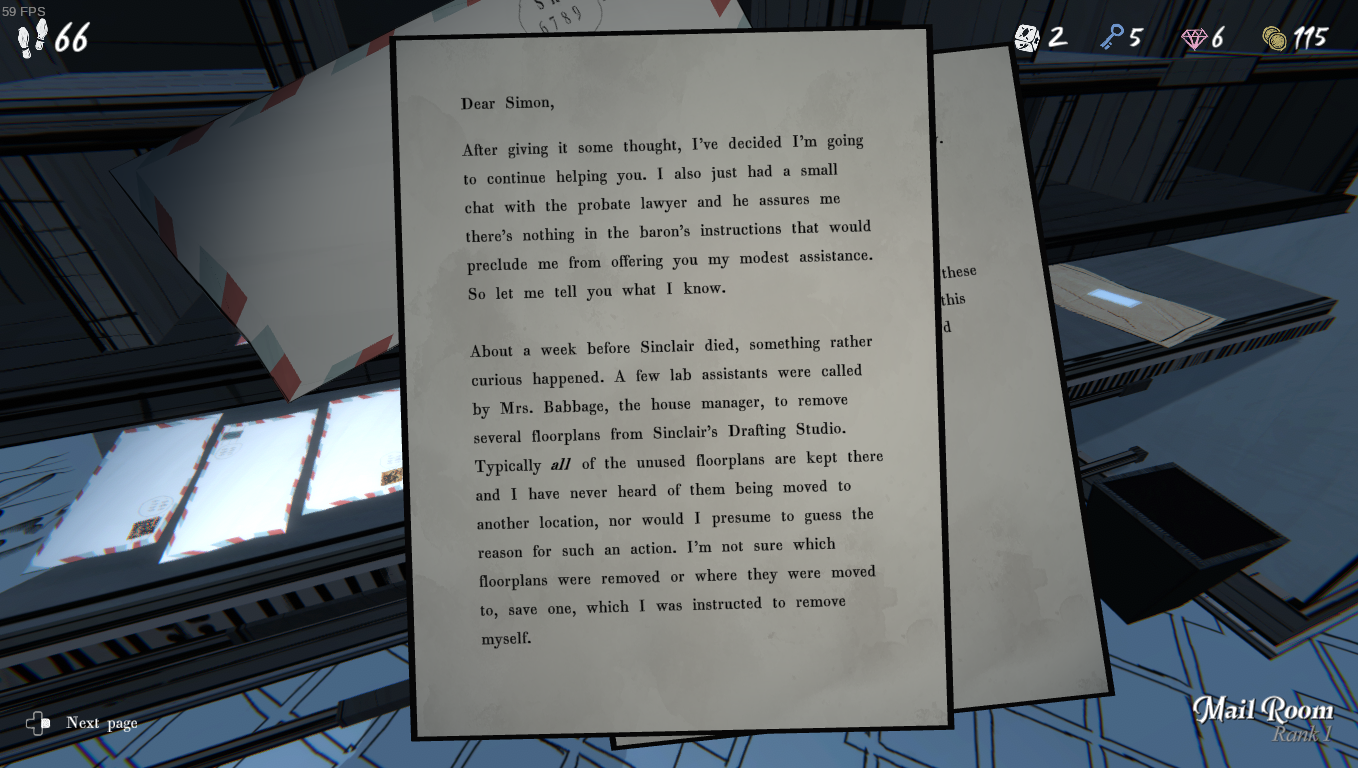 59 FPS
66
2
5
6
115
6789
Dear Simon,
After giving it some thought, I've decided I'm going
to continue helping you. I also just had a small
chat with the probate lawyer and he assures me
there's nothing in the baron's instructions that would
preclude me from offering you my modest assistance.
So let me tell you what I know.
About a week before Sinclair died, something rather
curious happened. A few lab assistants were called
by Mrs. Babbage, the house manager, to remove
several floorplans from Sinclair's Drafting Studio.
Typically all of the unused floorplans are kept there
and I have never heard of them being moved to
another location, nor would I presume to guess the
reason for such an action. I'm not sure which
floorplans were removed or where they were moved
to, save one, which I was instructed to remove
myself.
these
this
d
Next page
Mail Room
Rank 1